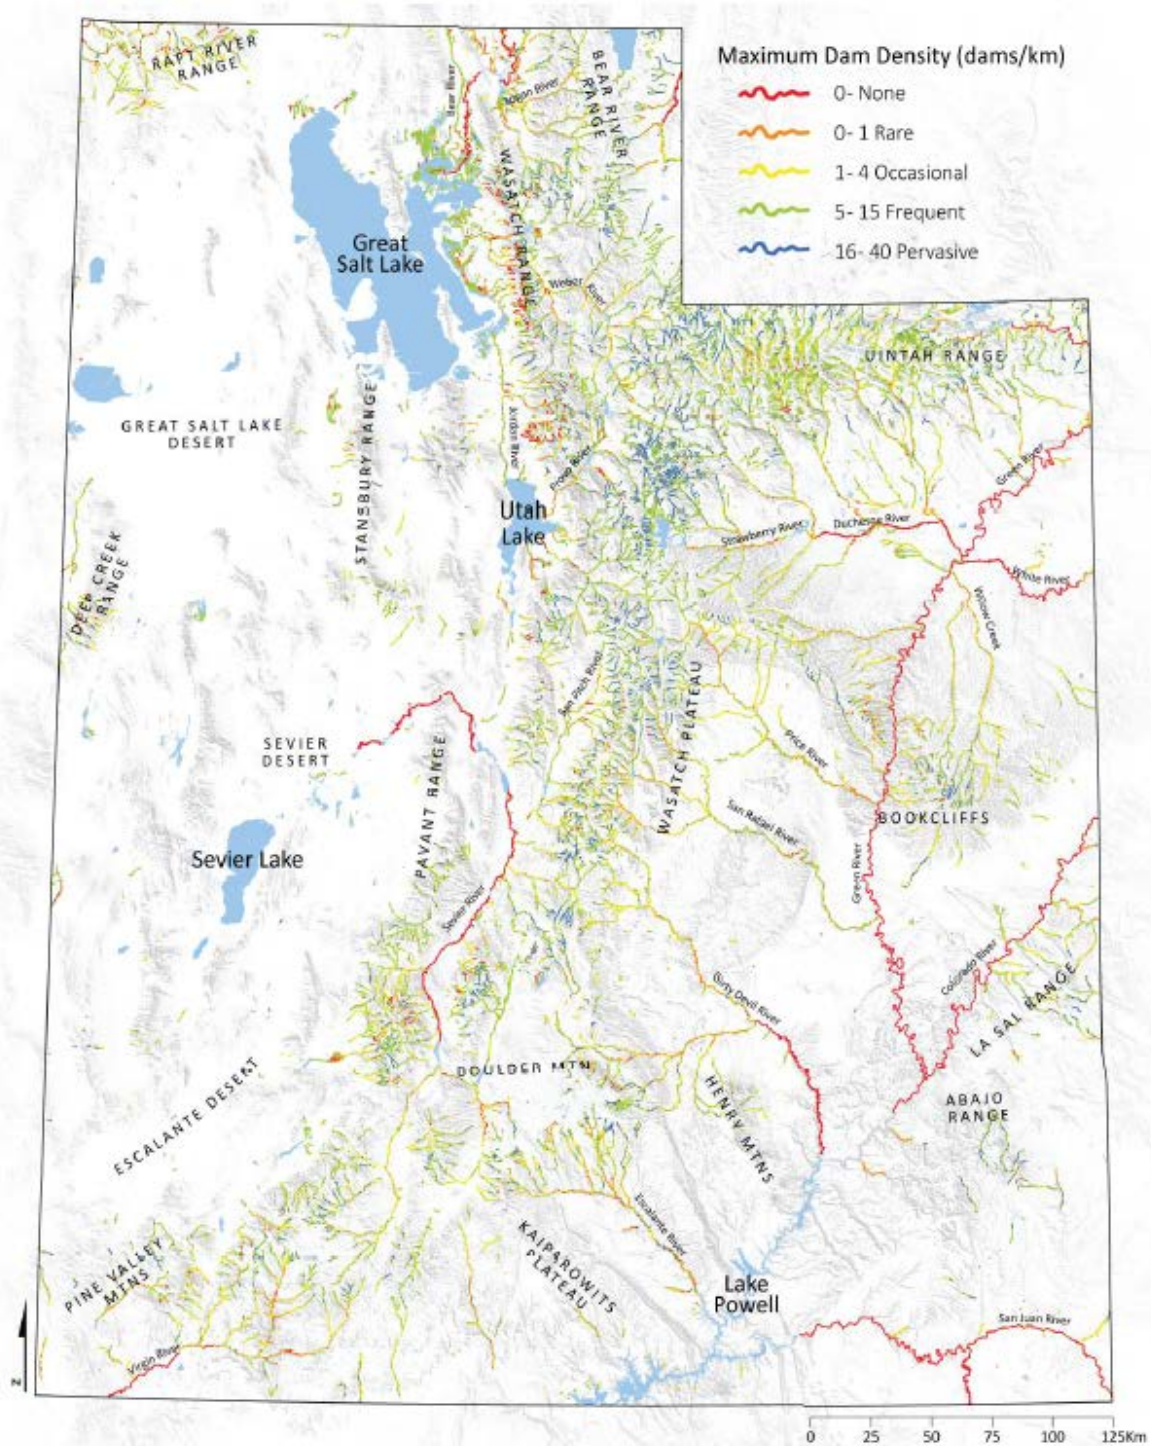 Maximum Dam Density (dams/km)
0- None
0- 1 Rare
1- 4 Occasional
5- 15 Frequent
16- 40 Pervasive
RAPT RIVER
RANGE
Bear River
Logan River
BEAR RIVER
RANGE
WASATCH RANGE
Great
Salt Lake
Weber River
UINTAH RANGE
GREAT SALT LAKE
DESERT
STANSBURY RANGE
Jordan River
Provo River
Green River
Utah
Lake
Strawberry River
Duchesne River
DEEP CREEK
RANGE
White River
Willow Creek
San Pitch River
WASATCH PLATEAU
SEVIER
DESERT
PAVANT RANGE
Price River
San Rafael River
BOOKCLIFFS
Sevier Lake
Green River
Sevier River
Colorado River
Dirty Devil River
LA SAL RANGE
BOULDER MTN
HENRY MTNS
ABAJO
RANGE
ESCALANTE DESERT
Escalante River
KAIPAROWITS
PLATEAU
PINE VALLEY
MTNS
Lake
Powell
San Juan River
Virgin River
N
0 25 50 75 100 125Km